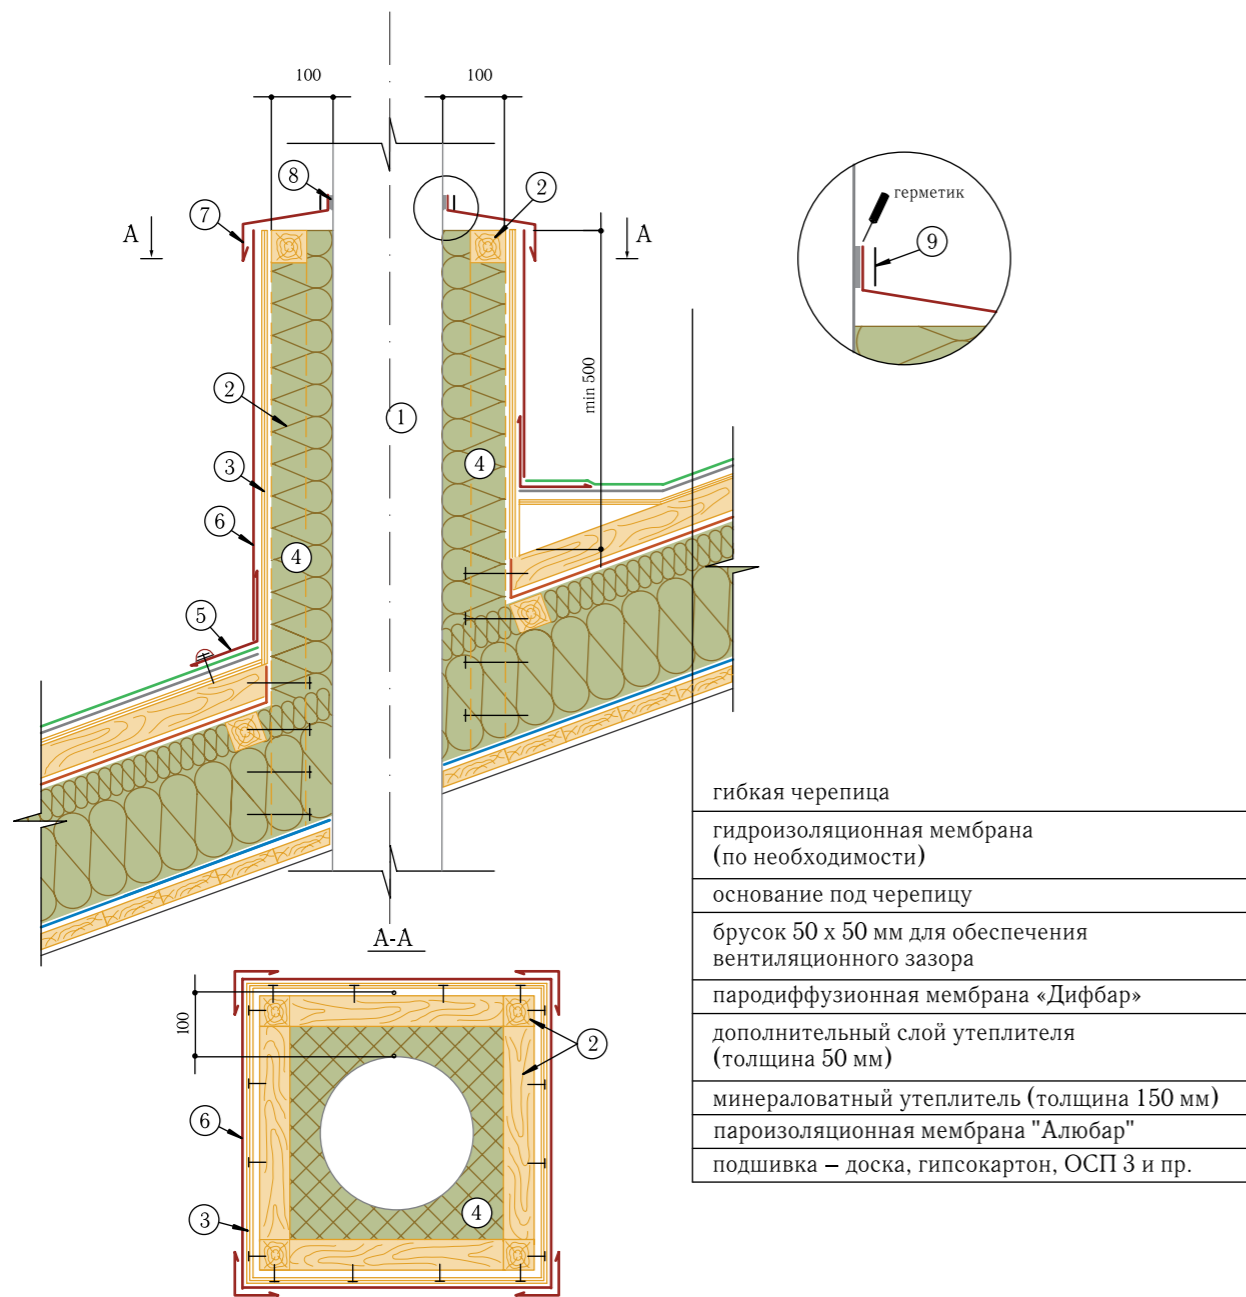 100
100
8
2
7
A
A
герметик
9
min 500
2
1
3
4
6
4
5
гибкая черепица
гидроизоляционная мембрана
(по необходимости)
основание под черепицу
брусок 50 х 50 мм для обеспечения
вентиляционного зазора
пародиффузионная мембрана «Дифбар»
дополнительный слой утеплителя
(толщина 50 мм)
минераловатный утеплитель (толщина 150 мм)
пароизоляционная мембрана "Алюбар"
подшивка – доска, гипсокартон, ОСП 3 и пр.
А-А
100
2
6
4
3